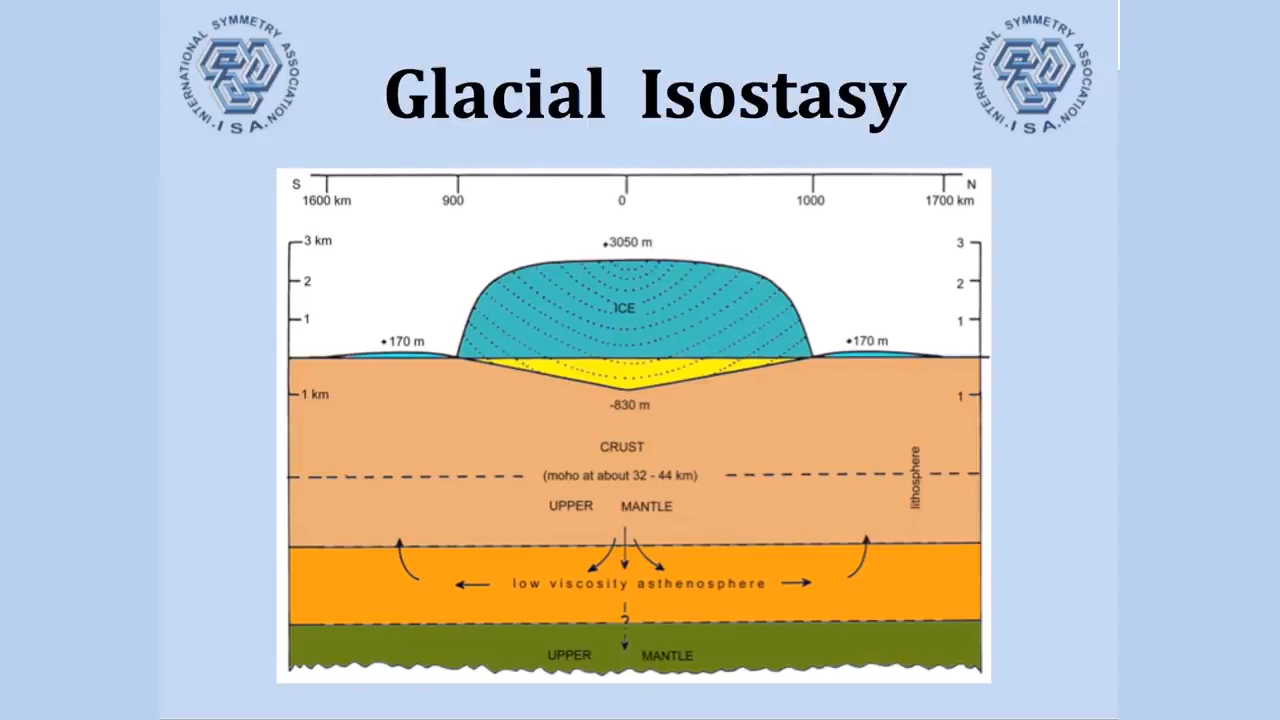 INTERNATIONAL SYMMETRY ASSOCIATION
· I S A ·
INTERNATIONAL SYMMETRY ASSOCIATION
· I S A ·
Glacial Isostasy
S N
1600 km 900 0 1000 1700 km
3 km +3050 m 3
2 2
1 ICE 1
+170 m +170 m
1 km -830 m 1
CRUST
(moho at about 32 - 44 km)
lithosphere
UPPER MANTLE
low viscosity asthenosphere
?
UPPER MANTLE